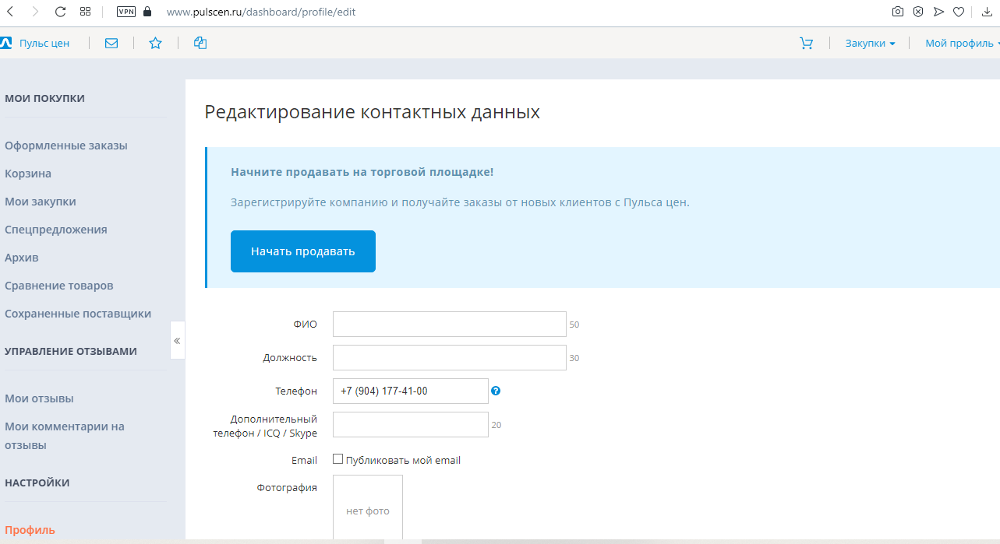 VPN www.pulscen.ru/dashboard/profile/edit
Пульс цен Закупки Мой профиль
МОИ ПОКУПКИ
Оформленные заказы
Корзина
Мои закупки
Спецпредложения
Архив
Сравнение товаров
Сохраненные поставщики
УПРАВЛЕНИЕ ОТЗЫВАМИ
Мои отзывы
Мои комментарии на
отзывы
НАСТРОЙКИ
Профиль
«
Редактирование контактных данных
Начните продавать на торговой площадке!
Зарегистрируйте компанию и получайте заказы от новых клиентов с Пульса цен.
Начать продавать
ФИО 50
Должность 30
Телефон +7 (904) 177-41-00 ?
Дополнительный
телефон / ICQ / Skype 20
Email Публиковать мой email
Фотография
нет фото